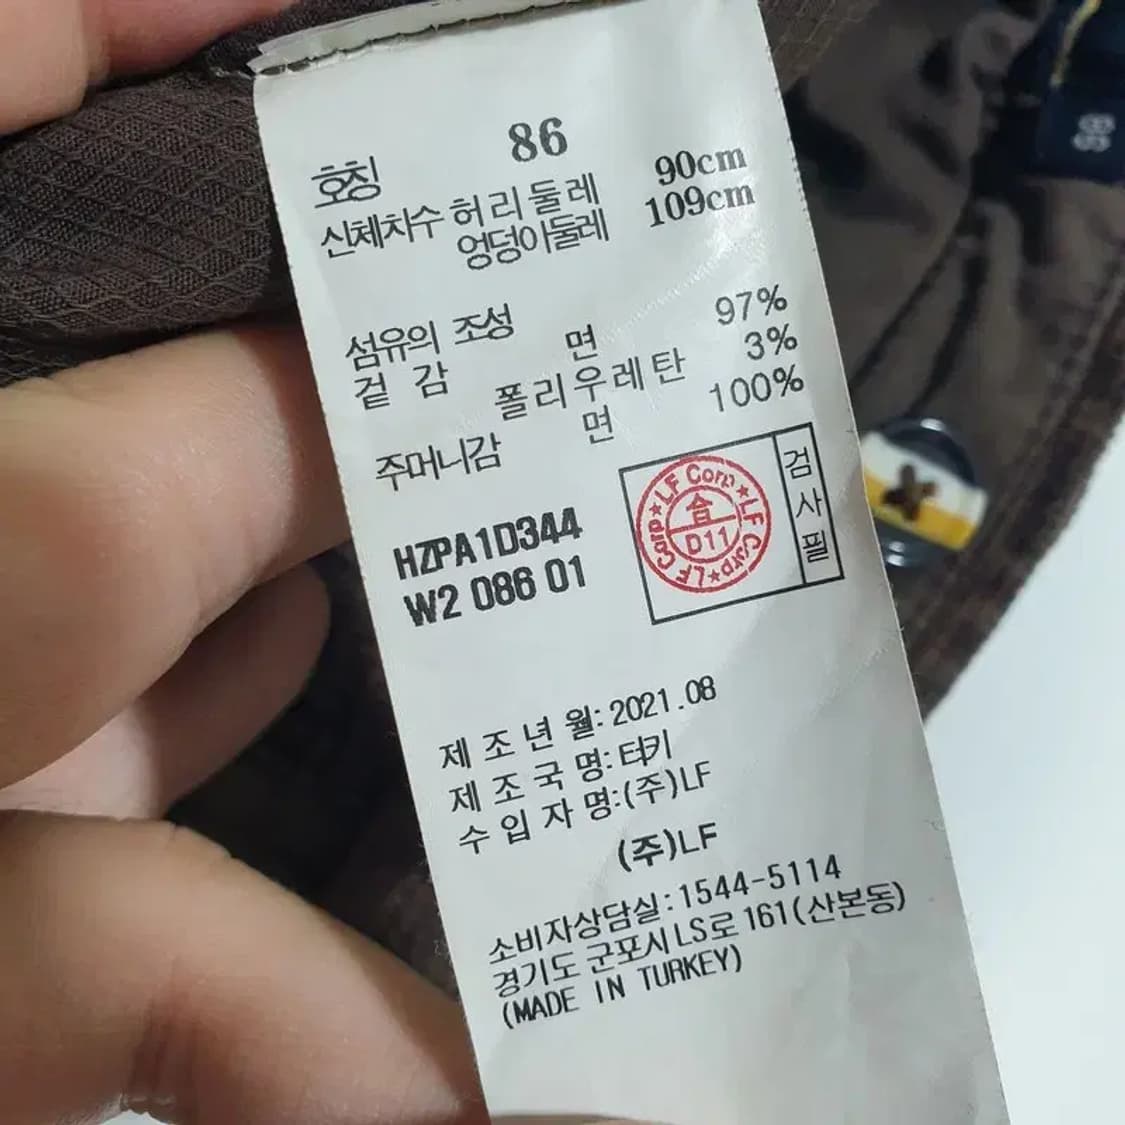 호칭 86
신체치수 허리둘레 90cm
엉덩이둘레 109cm
섬유의 조성
겉감 면 97%
폴리우레탄 3%
주머니감 면 100%
HZPA1D344
W2 086 01
LF Corp★LF Corp★LF Corp★
合
D11
검사필
제조년월: 2021.08
제조국명: 터키
수입자명:(주)LF
(주)LF
소비자상담실:1544-5114
경기도 군포시 LS로 161(산본동)
(MADE IN TURKEY)